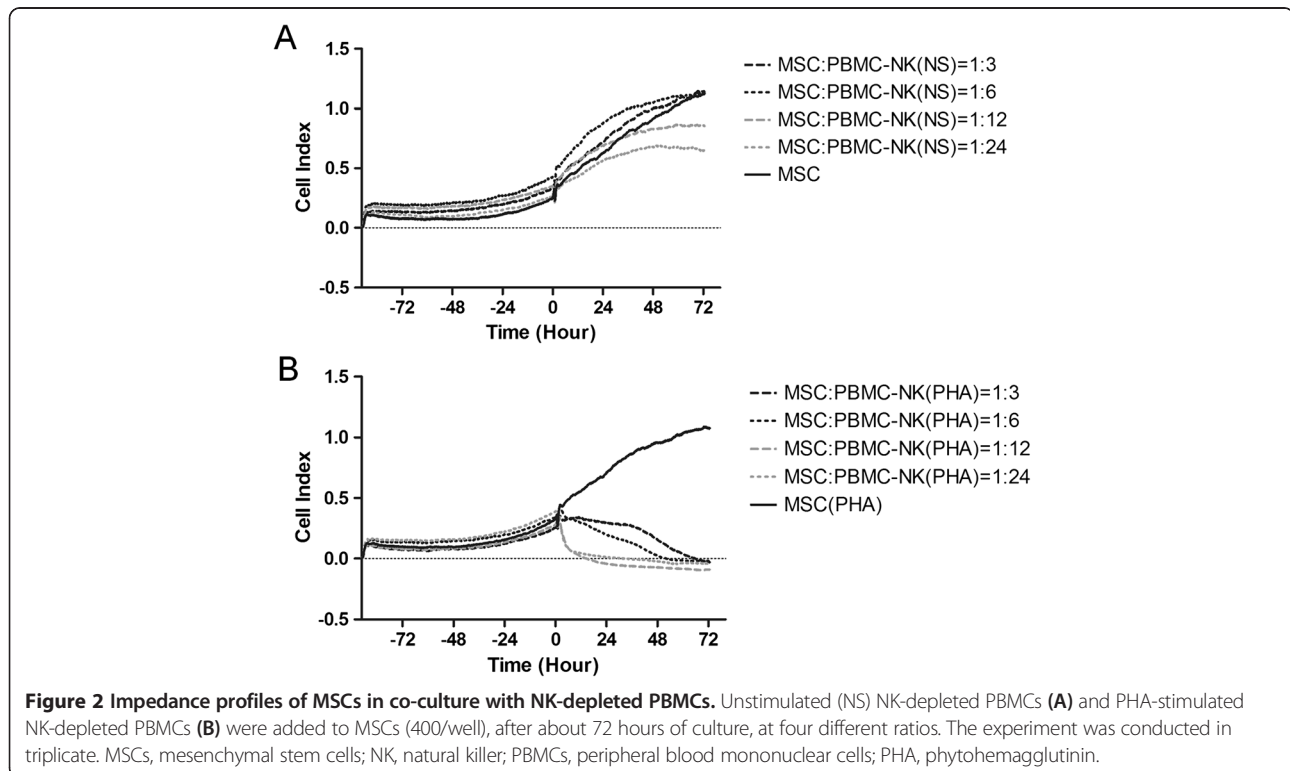 A
1.5
1.0
0.5
0.0
-0.5
Cell Index
-72 -48 -24 0 24 48 72
Time (Hour)
MSC:PBMC-NK(NS)=1:3
MSC:PBMC-NK(NS)=1:6
MSC:PBMC-NK(NS)=1:12
MSC:PBMC-NK(NS)=1:24
MSC
B
1.5
1.0
0.5
0.0
-0.5
Cell Index
-72 -48 -24 0 24 48 72
Time (Hour)
MSC:PBMC-NK(PHA)=1:3
MSC:PBMC-NK(PHA)=1:6
MSC:PBMC-NK(PHA)=1:12
MSC:PBMC-NK(PHA)=1:24
MSC(PHA)
Figure 2 Impedance profiles of MSCs in co-culture with NK-depleted PBMCs. Unstimulated (NS) NK-depleted PBMCs (A) and PHA-stimulated
NK-depleted PBMCs (B) were added to MSCs (400/well), after about 72 hours of culture, at four different ratios. The experiment was conducted in
triplicate. MSCs, mesenchymal stem cells; NK, natural killer; PBMCs, peripheral blood mononuclear cells; PHA, phytohemagglutinin.